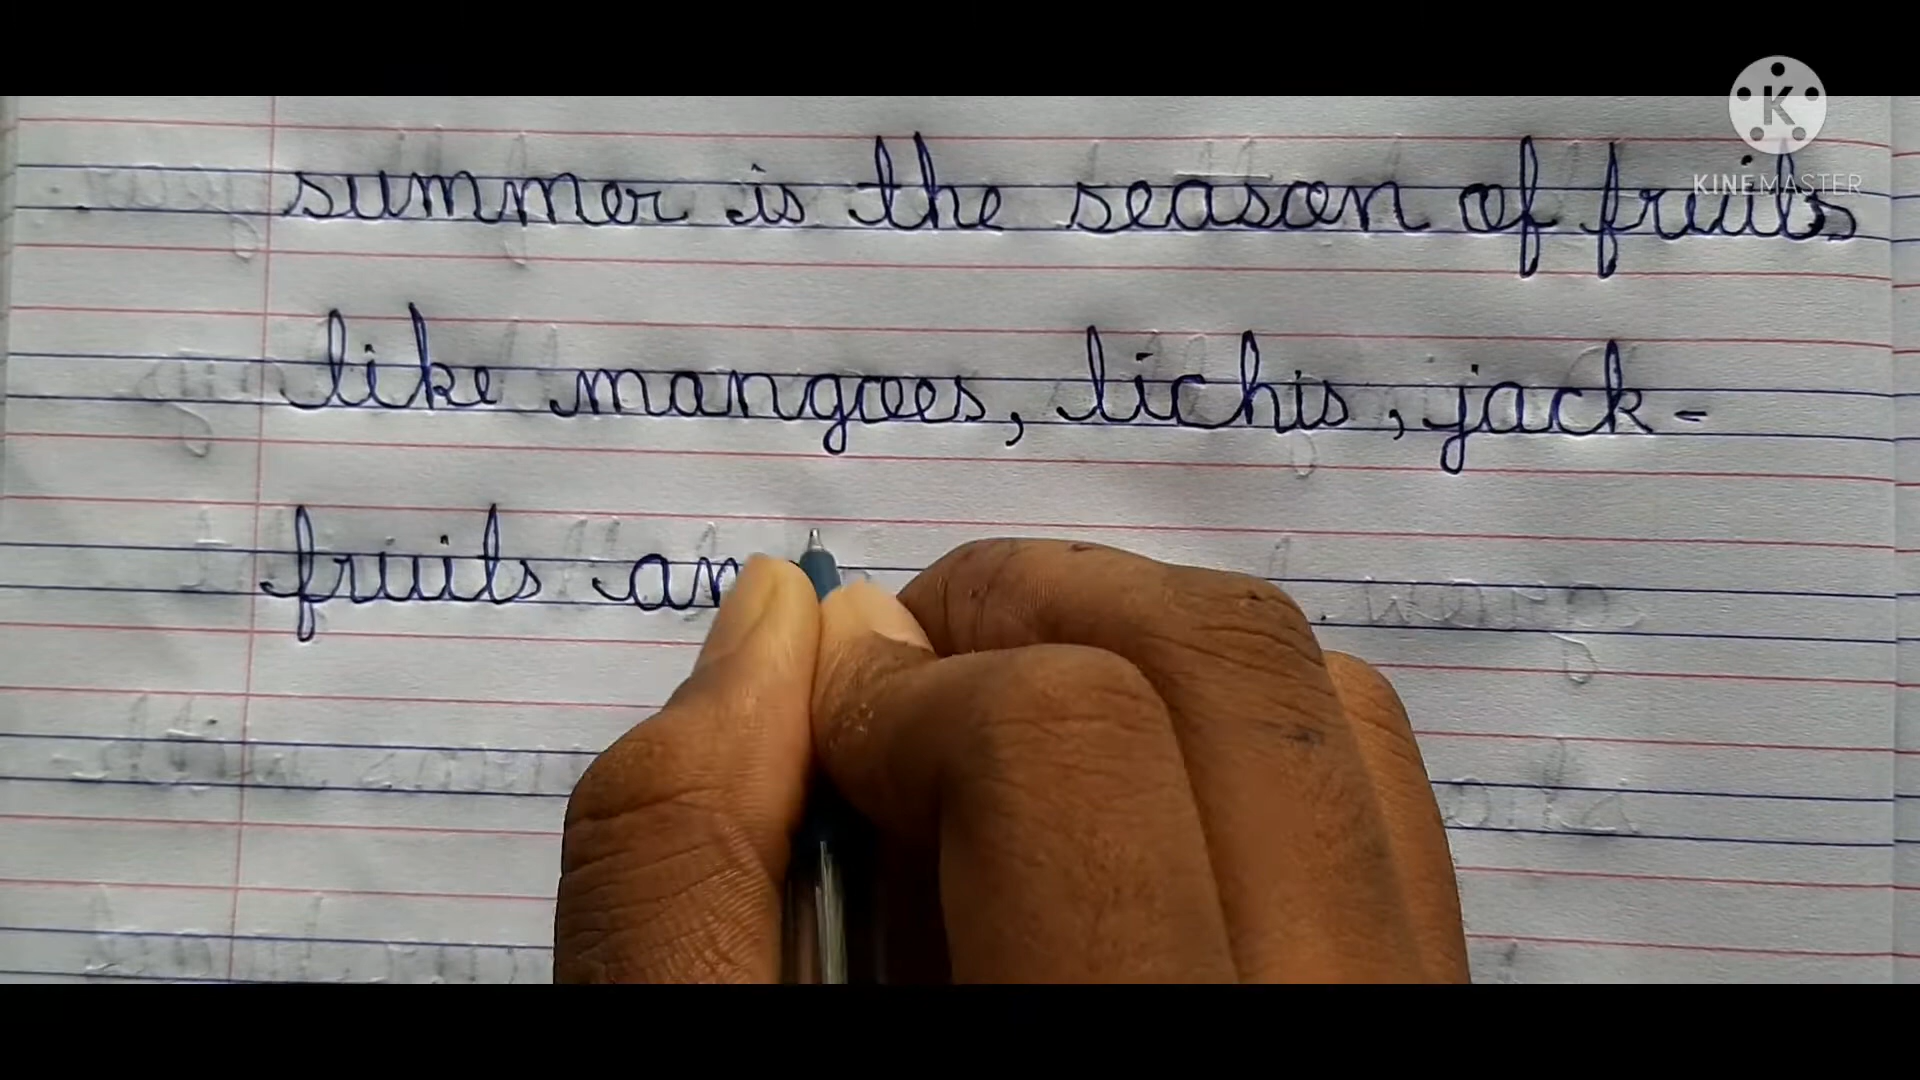 KINEMASTER
summer is the season of fruits
like mangoes, lichis, jack-
fruits an